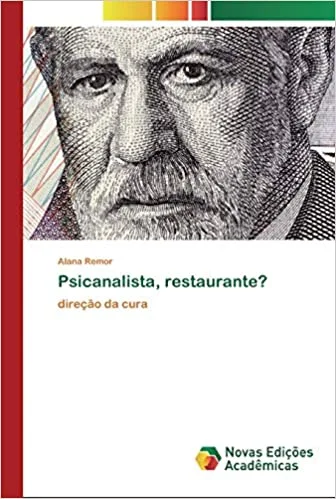 Alana Remor
Psicanalista, restaurante?
direção da cura
Novas Edições
Acadêmicas